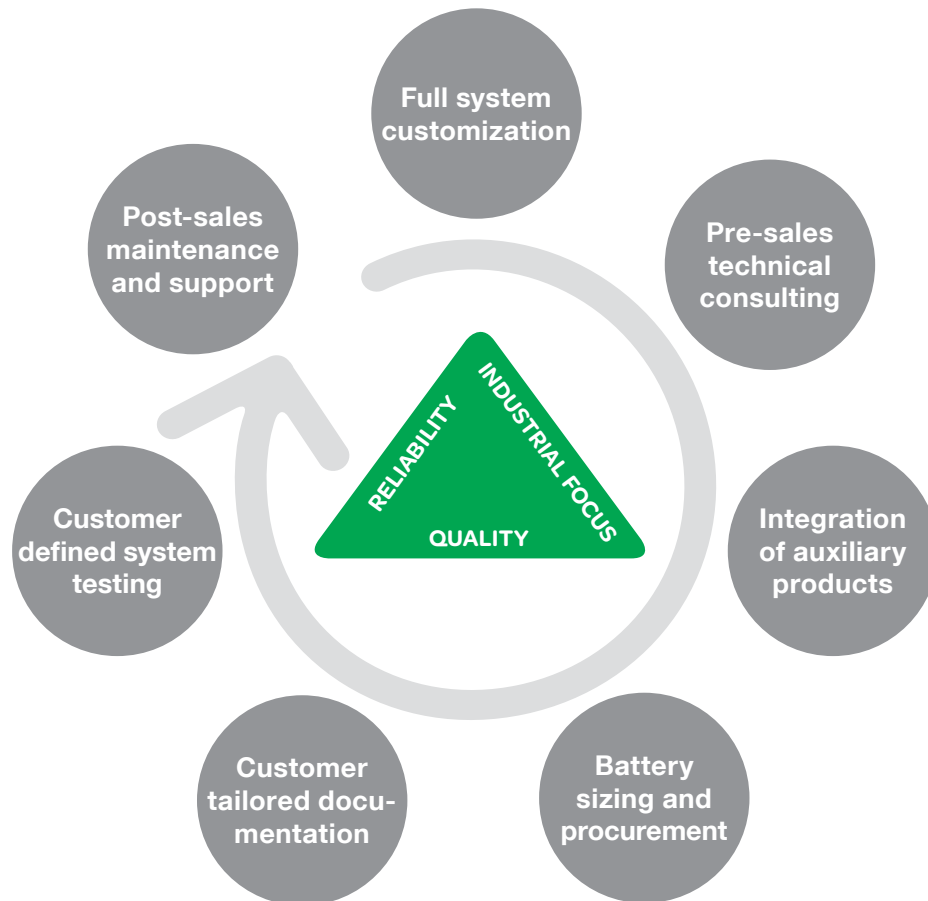 Full system
customization
Pre-sales
technical
consulting
Integration
of auxiliary
products
Battery
sizing and
procurement
Customer
tailored docu-
mentation
Customer
defined system
testing
Post-sales
maintenance
and support
RELIABILITY
INDUSTRIAL FOCUS
QUALITY